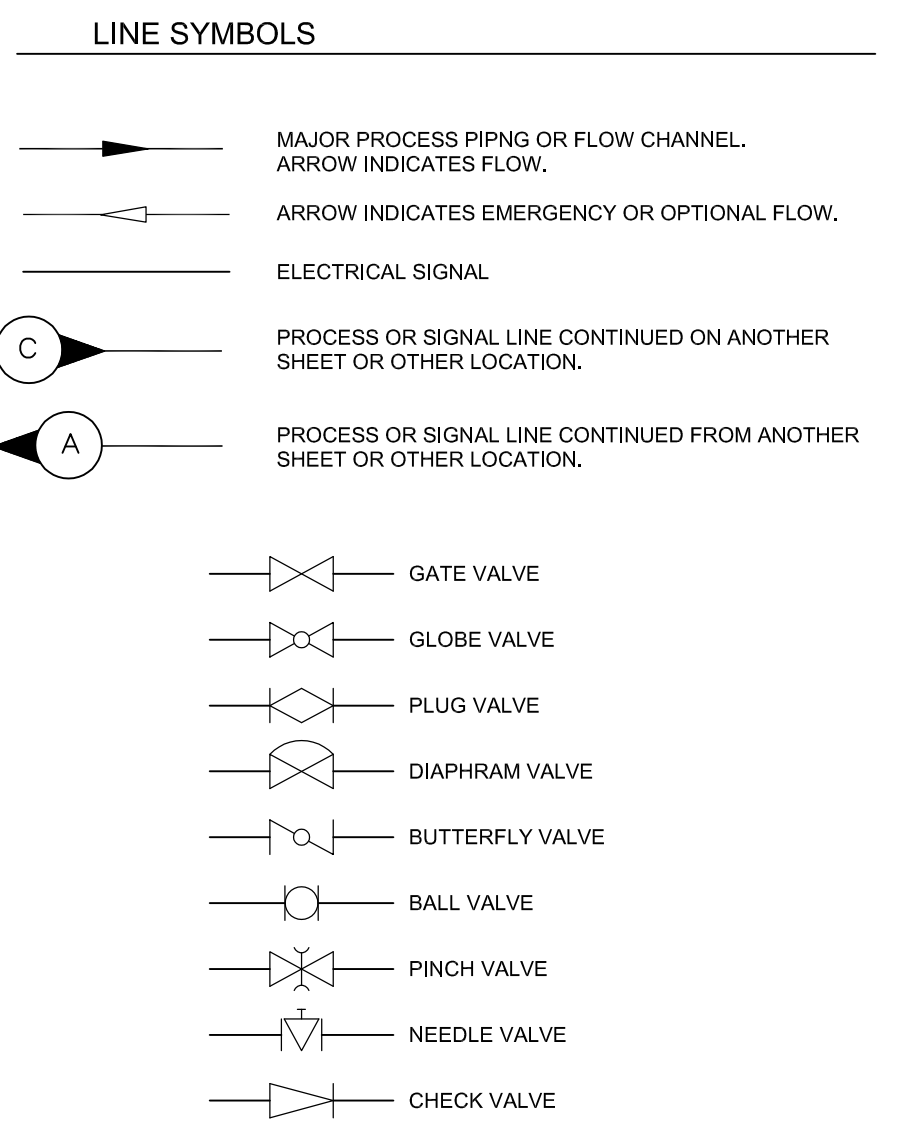 LINE SYMBOLS
MAJOR PROCESS PIPNG OR FLOW CHANNEL.
ARROW INDICATES FLOW.
ARROW INDICATES EMERGENCY OR OPTIONAL FLOW.
ELECTRICAL SIGNAL
C
PROCESS OR SIGNAL LINE CONTINUED ON ANOTHER
SHEET OR OTHER LOCATION.
A
PROCESS OR SIGNAL LINE CONTINUED FROM ANOTHER
SHEET OR OTHER LOCATION.
GATE VALVE
GLOBE VALVE
PLUG VALVE
DIAPHRAM VALVE
BUTTERFLY VALVE
BALL VALVE
PINCH VALVE
NEEDLE VALVE
CHECK VALVE